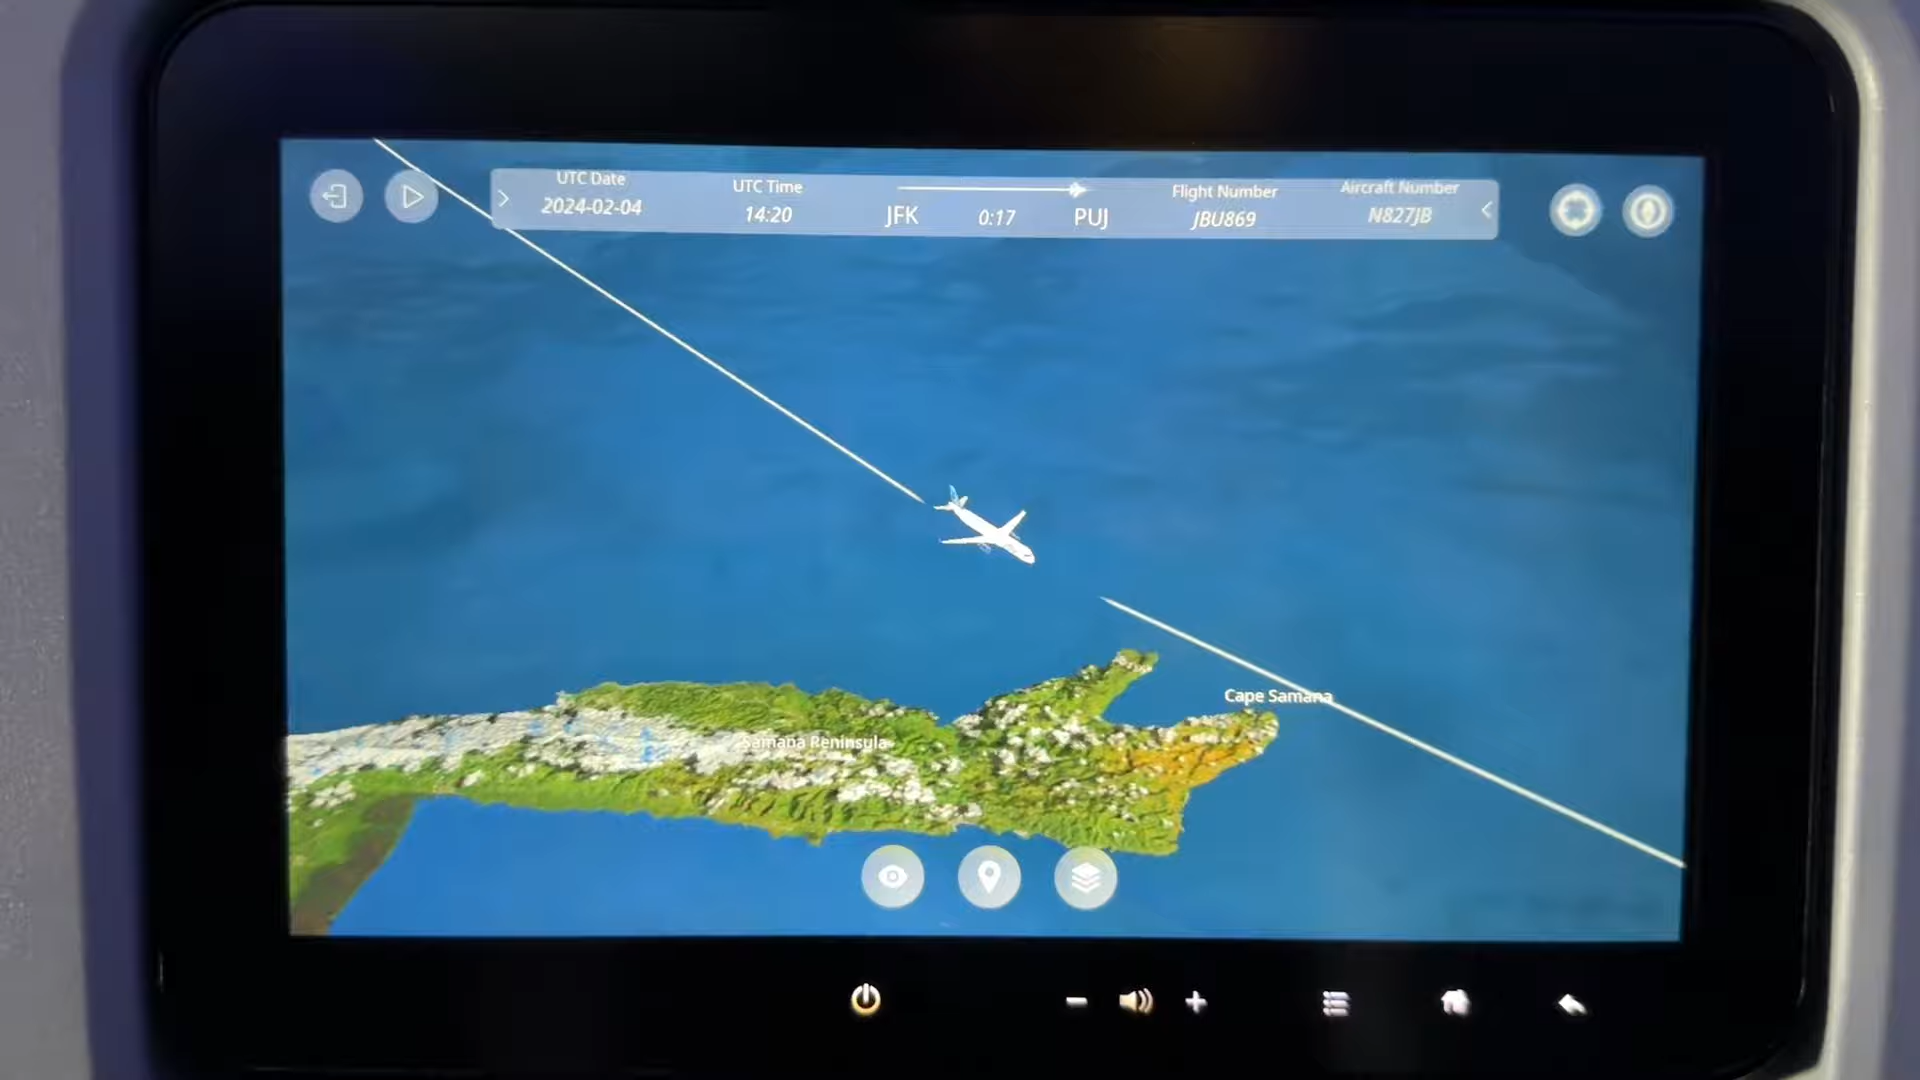 UTC Date
2024-02-04
UTC Time
14:20
JFK
0:17
PUJ
Flight Number
JBU869
Aircraft Number
N827JB
Cape Samana
Samana Peninsula